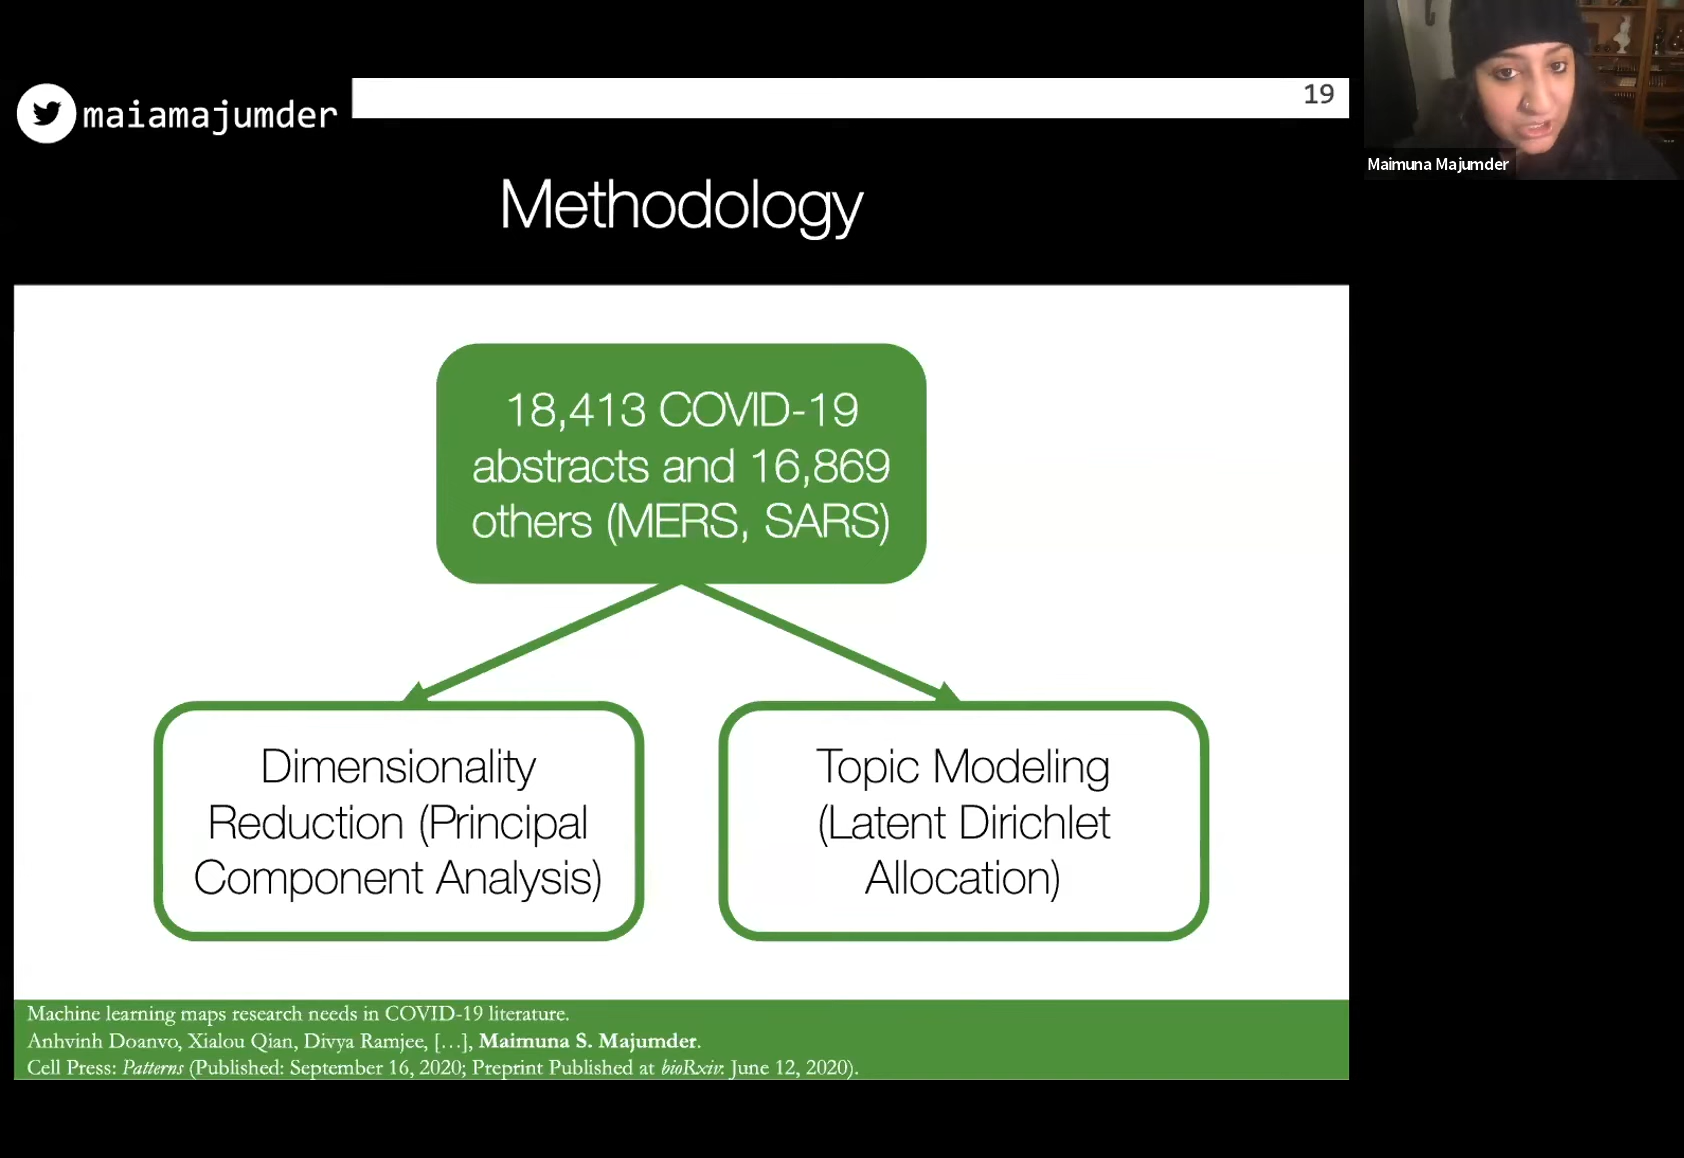 maiamajumder
19
Maimuna Majumder
Methodology
18,413 COVID-19
abstracts and 16,869
others (MERS, SARS)
Dimensionality
Reduction (Principal
Component Analysis)
Topic Modeling
(Latent Dirichlet
Allocation)
Machine learning maps research needs in COVID-19 literature.
Anhvinh Doanvo, Xialou Qian, Divya Ramjee, [...], Maimuna S. Majumder.
Cell Press: Patterns (Published: September 16, 2020; Preprint Published at bioRxiv: June 12, 2020).